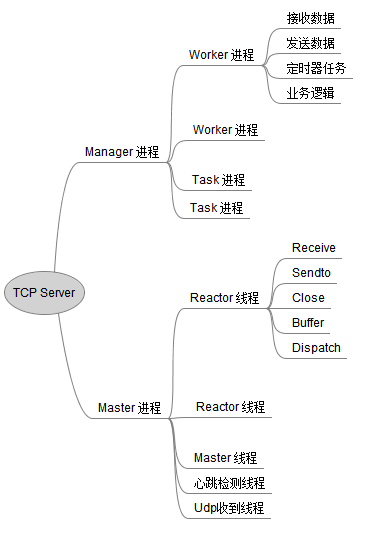 接收数据
发送数据
Worker 进程
定时器任务
业务逻辑
Worker 进程
Manager 进程
Task 进程
Task 进程
Receive
Sendto
TCP Server
Reactor 线程
Close
Buffer
Dispatch
Master 进程
Reactor 线程
Master 线程
心跳检测线程
Udp收到线程